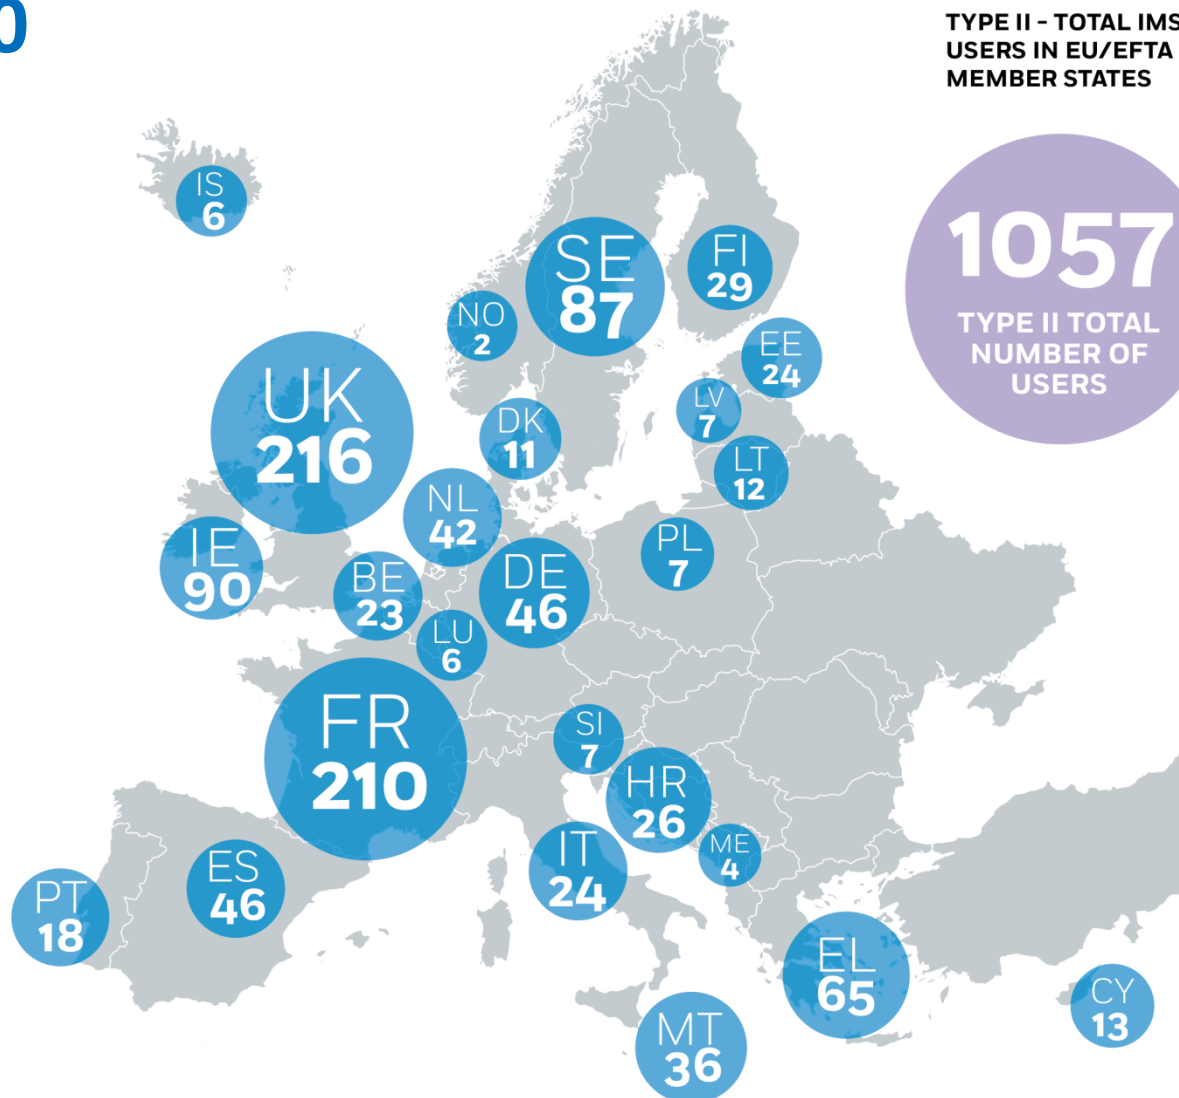 0
TYPE II - TOTAL IMS
USERS IN EU/EFTA
MEMBER STATES
1057
TYPE II TOTAL
NUMBER OF
USERS
IS
6
SE
87
FI
29
NO
2
EE
24
UK
216
LV
7
DK
11
LT
12
NL
42
IE
90
PL
7
BE
23
DE
46
LU
6
FR
210
SI
7
HR
26
IT
24
ME
4
ES
46
PT
18
EL
65
CY
13
MT
36